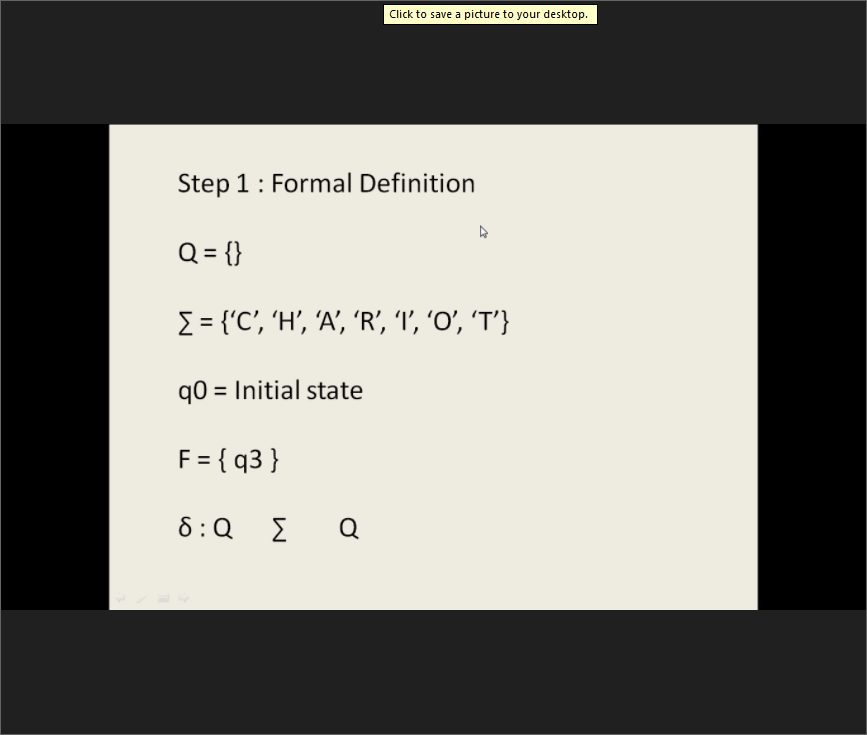 Click to save a picture to your desktop.
Step 1 : Formal Definition
Q = {}
∑ = {‘C’, ‘H’, ‘A’, ‘R’, ‘I’, ‘O’, ‘T’}
q0 = Initial state
F = { q3 }
δ : Q ∑ Q